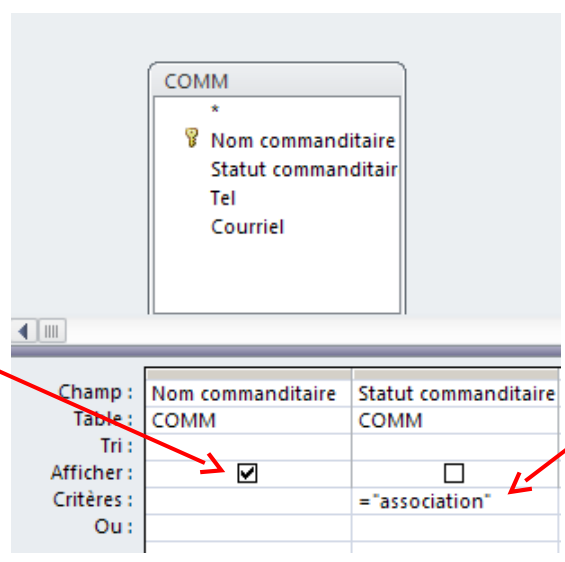 COMM
*
Nom commanditaire
Statut commanditair
Tel
Courriel
Champ : Nom commanditaire Statut commanditaire
Table : COMM COMM
Tri :
Afficher :
Critères : ="association"
Ou :